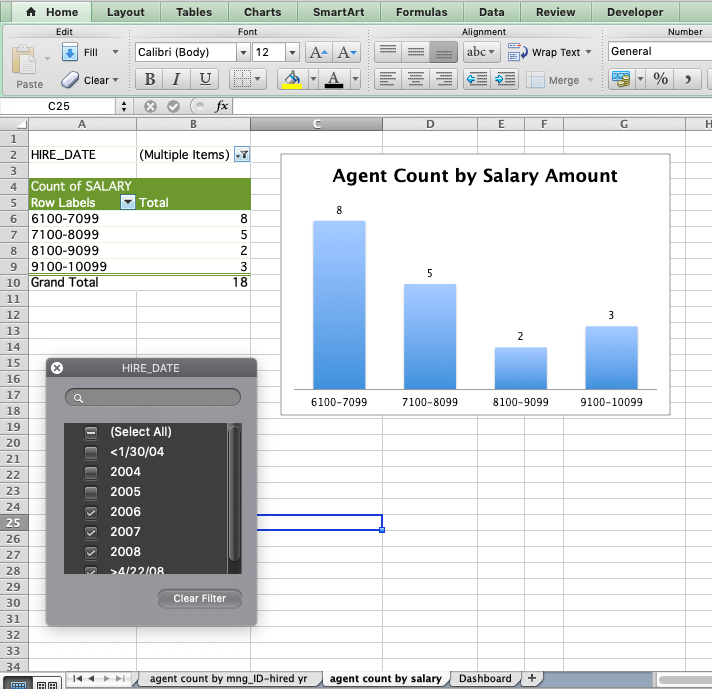 Home Layout Tables Charts SmartArt Formulas Data Review Developer
Edit Font Alignment Number
Fill Calibri (Body) 12 A A abc Wrap Text General
Paste Clear B I U A Merge % ,
C25 fx
A B C D E F G H
1
2 HIRE_DATE (Multiple Items)
3
4 Count of SALARY
5 Row Labels Total
6 6100-7099 8
7 7100-8099 5
8 8100-9099 2
9 9100-10099 3
10 Grand Total 18
11
12
13
14
15
16
17
18
19
20
21
22
23
24
25
26
27
28
29
30
31
32
33
34
Agent Count by Salary Amount
8
5
2
3
6100-7099 7100-8099 8100-9099 9100-10099
HIRE_DATE
(Select All)
<1/30/04
2004
2005
2006
2007
2008
>4/22/08
Clear Filter
agent count by mng_ID-hired yr agent count by salary Dashboard +